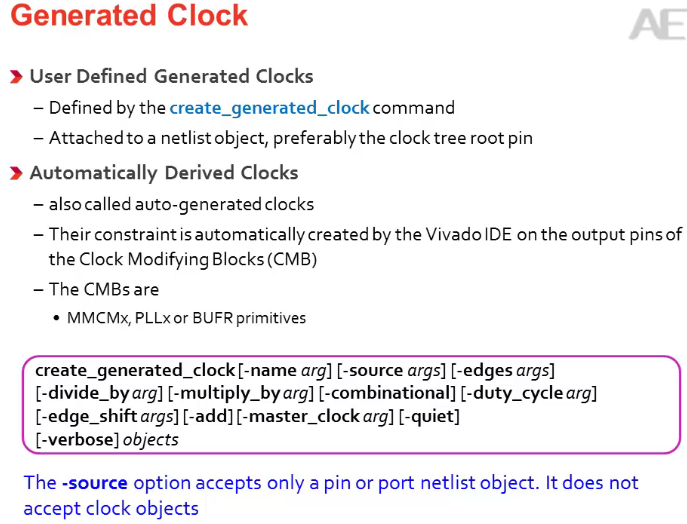 Generated Clock
AE
User Defined Generated Clocks
– Defined by the create_generated_clock command
– Attached to a netlist object, preferably the clock tree root pin
Automatically Derived Clocks
– also called auto-generated clocks
– Their constraint is automatically created by the Vivado IDE on the output pins of
the Clock Modifying Blocks (CMB)
– The CMBs are
• MMCMx, PLLx or BUFR primitives
create_generated_clock [-name arg] [-source args] [-edges args]
[-divide_by arg] [-multiply_by arg] [-combinational] [-duty_cycle arg]
[-edge_shift args] [-add] [-master_clock arg] [-quiet]
[-verbose] objects
The -source option accepts only a pin or port netlist object. It does not
accept clock objects